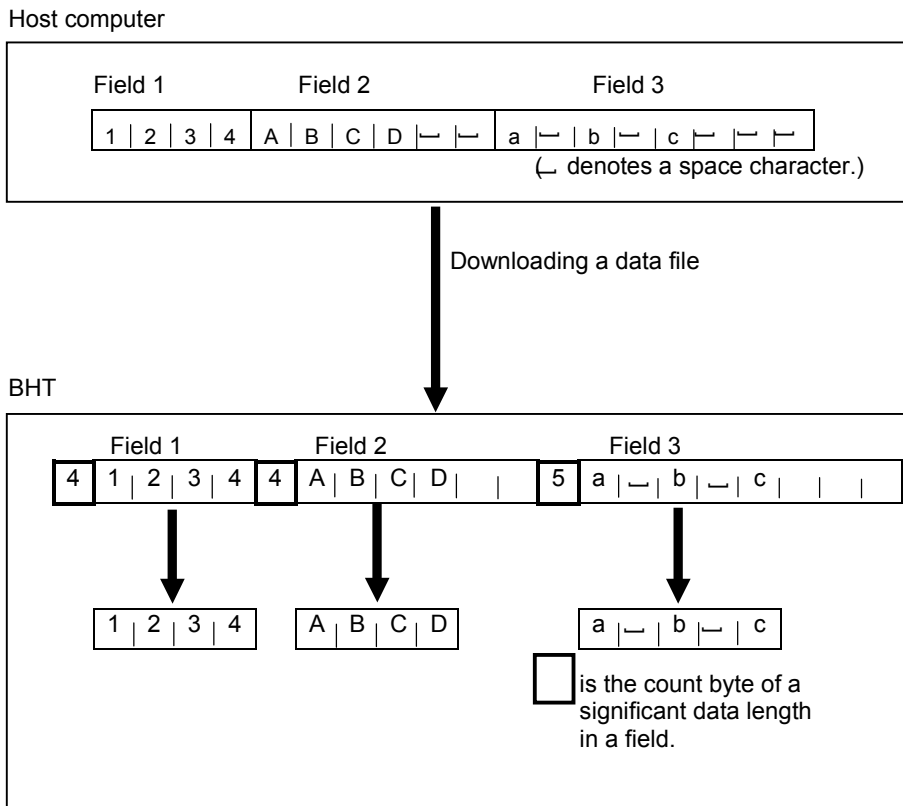 Host computer
Field 1 Field 2 Field 3
1 2 3 4 A B C D ⎵ ⎵ a ⎵ b ⎵ c ⎵ ⎵ ⎵
(⎵ denotes a space character.)
Downloading a data file
BHT
Field 1 Field 2 Field 3
4 1 2 3 4 4 A B C D 5 a ⎵ b ⎵ c
1 2 3 4 A B C D a ⎵ b ⎵ c
is the count byte of a
significant data length
in a field.